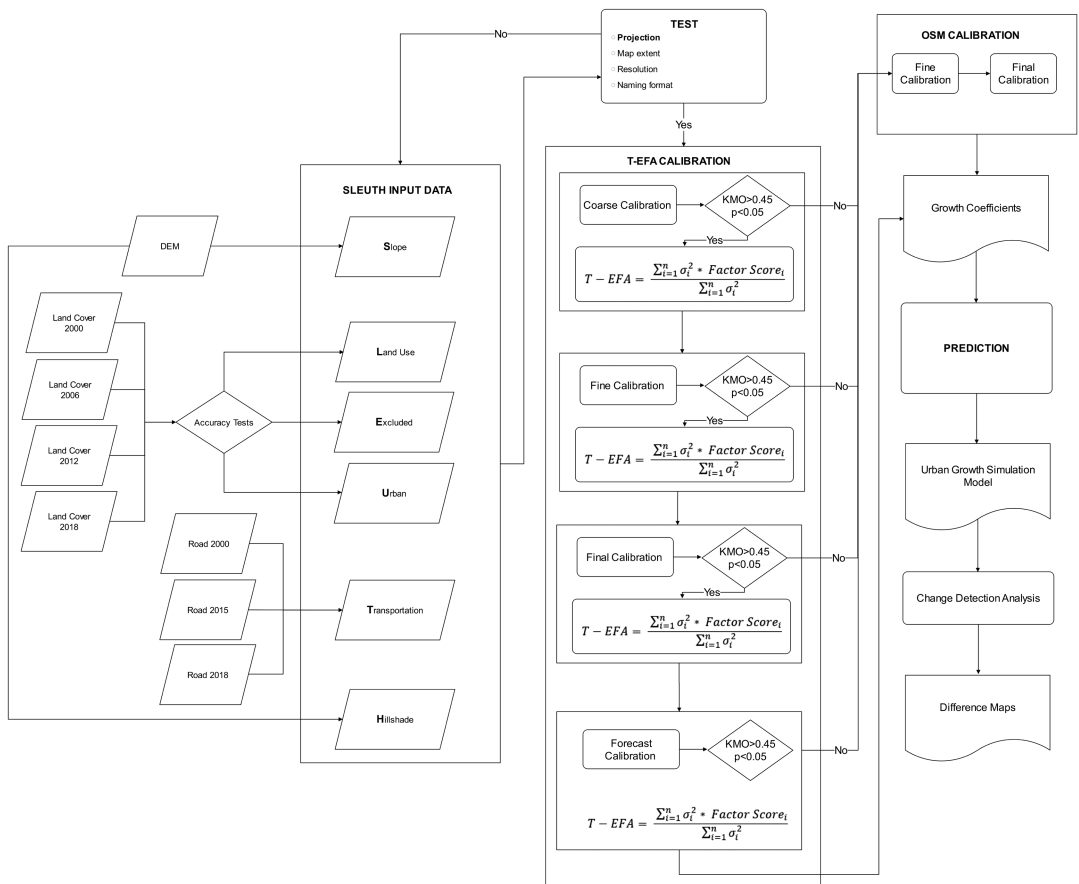 TEST
Projection
Map extent
Resolution
Naming format
No
Yes
SLEUTH INPUT DATA
DEM
Slope
Land Cover
2000
Land Cover
2006
Land Cover
2012
Land Cover
2018
Accuracy Tests
Land Use
Excluded
Urban
Road 2000
Road 2015
Road 2018
Transportation
Hillshade
T-EFA CALIBRATION
Coarse Calibration
KMO>0.45
p<0.05
No
Yes
T − EFA = ∑ᵢ₌₁ⁿ σᵢ² * Factor Scoreᵢ / ∑ᵢ₌₁ⁿ σᵢ²
Fine Calibration
KMO>0.45
p<0.05
No
Yes
T − EFA = ∑ᵢ₌₁ⁿ σᵢ² * Factor Scoreᵢ / ∑ᵢ₌₁ⁿ σᵢ²
Final Calibration
KMO>0.45
p<0.05
No
Yes
T − EFA = ∑ᵢ₌₁ⁿ σᵢ² * Factor Scoreᵢ / ∑ᵢ₌₁ⁿ σᵢ²
Forecast
Calibration
KMO>0.45
p<0.05
No
T − EFA = ∑ᵢ₌₁ⁿ σᵢ² * Factor Scoreᵢ / ∑ᵢ₌₁ⁿ σᵢ²
OSM CALIBRATION
Fine
Calibration
Final
Calibration
Growth Coefficients
PREDICTION
Urban Growth Simulation
Model
Change Detection Analysis
Difference Maps